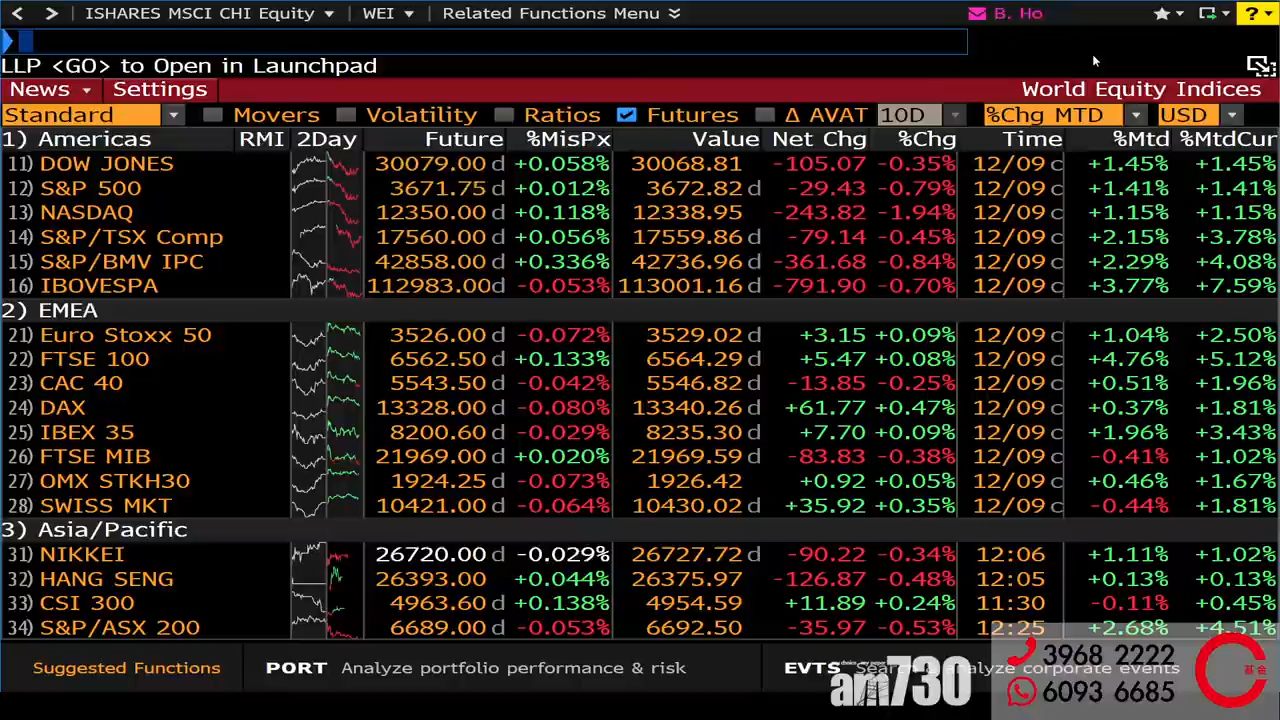 < > ISHARES MSCI CHI Equity WEI Related Functions Menu B. Ho ?
LLP <GO> to Open in Launchpad
News Settings World Equity Indices
Standard Movers Volatility Ratios Futures Δ AVAT 10D %Chg MTD USD
1) Americas RMI 2Day Future %MisPx Value Net Chg %Chg Time %Mtd %MtdCur
11) DOW JONES 30079.00 d +0.058% 30068.81 -105.07 -0.35% 12/09 c +1.45% +1.45%
12) S&P 500 3671.75 d +0.012% 3672.82 d -29.43 -0.79% 12/09 c +1.41% +1.41%
13) NASDAQ 12350.00 d +0.118% 12338.95 -243.82 -1.94% 12/09 c +1.15% +1.15%
14) S&P/TSX Comp 17560.00 d +0.056% 17559.86 d -79.14 -0.45% 12/09 c +2.15% +3.78%
15) S&P/BMV IPC 42858.00 d +0.336% 42736.96 d -361.68 -0.84% 12/09 c +2.29% +4.08%
16) IBOVESPA 112983.00 d -0.053% 113001.16 d -791.90 -0.70% 12/09 c +3.77% +7.59%
2) EMEA
21) Euro Stoxx 50 3526.00 d -0.072% 3529.02 d +3.15 +0.09% 12/09 c +1.04% +2.50%
22) FTSE 100 6562.50 d +0.133% 6564.29 d +5.47 +0.08% 12/09 c +4.76% +5.12%
23) CAC 40 5543.50 d -0.042% 5546.82 d -13.85 -0.25% 12/09 c +0.51% +1.96%
24) DAX 13328.00 d -0.080% 13340.26 d +61.77 +0.47% 12/09 c +0.37% +1.81%
25) IBEX 35 8200.60 d -0.029% 8235.30 d +7.70 +0.09% 12/09 c +1.96% +3.43%
26) FTSE MIB 21969.00 d +0.020% 21969.59 d -83.83 -0.38% 12/09 c -0.41% +1.02%
27) OMX STKH30 1924.25 d -0.073% 1926.42 +0.92 +0.05% 12/09 c +0.46% +1.67%
28) SWISS MKT 10421.00 d -0.064% 10430.02 d +35.92 +0.35% 12/09 c -0.44% +1.81%
3) Asia/Pacific
31) NIKKEI 26720.00 d -0.029% 26727.72 d -90.22 -0.34% 12:06 +1.11% +1.02%
32) HANG SENG 26393.00 +0.044% 26375.97 -126.87 -0.48% 12:05 +0.13% +0.13%
33) CSI 300 4963.60 d +0.138% 4954.59 +11.89 +0.24% 11:30 -0.11% +0.45%
34) S&P/ASX 200 6689.00 d -0.053% 6692.50 -35.97 -0.53% 12:25 +2.68% +4.51%
Suggested Functions PORT Analyze portfolio performance & risk EVTS Search & analyze corporate events
am730
3968 2222
6093 6685
基金